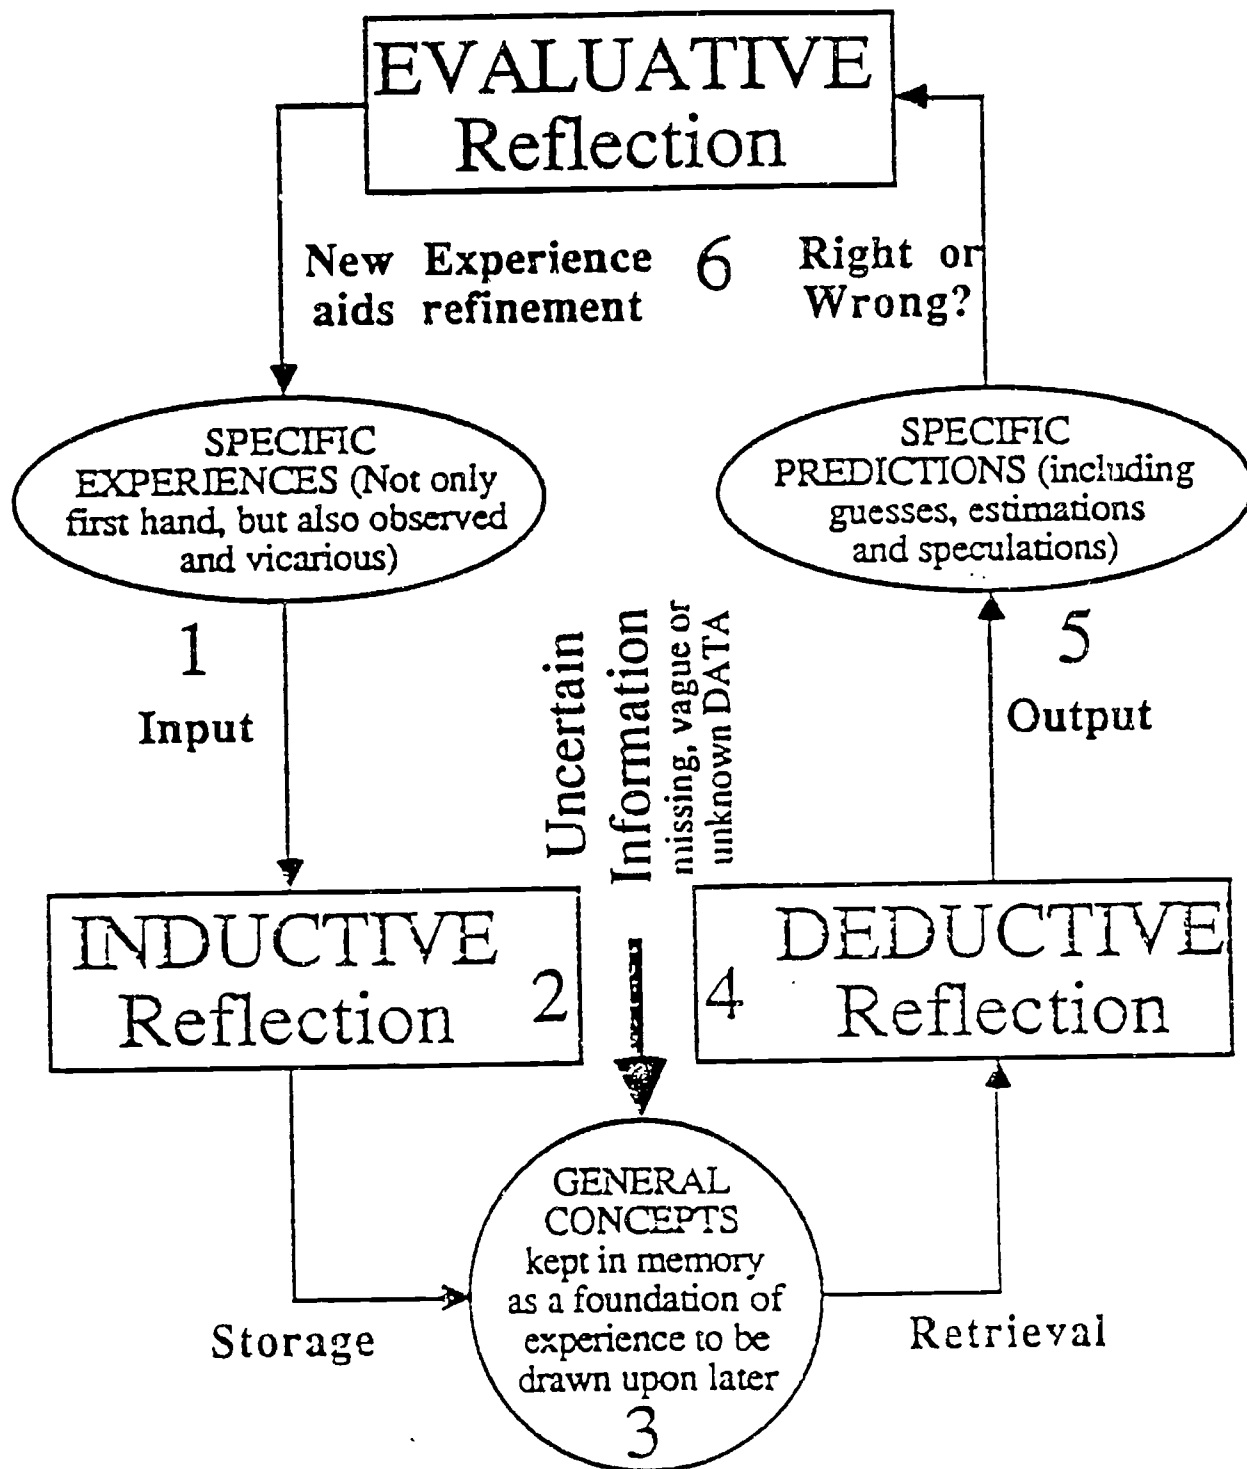 EVALUATIVE
Reflection
New Experience
aids refinement
6
Right or
Wrong?
SPECIFIC
EXPERIENCES (Not only
first hand, but also observed
and vicarious)
SPECIFIC
PREDICTIONS (including
guesses, estimations
and speculations)
1
Input
Uncertain
Information
missing, vague or
unknown DATA
5
Output
INDUCTIVE
Reflection
2
4
DEDUCTIVE
Reflection
GENERAL
CONCEPTS
kept in memory
as a foundation of
experience to be
drawn upon later
3
Storage
Retrieval